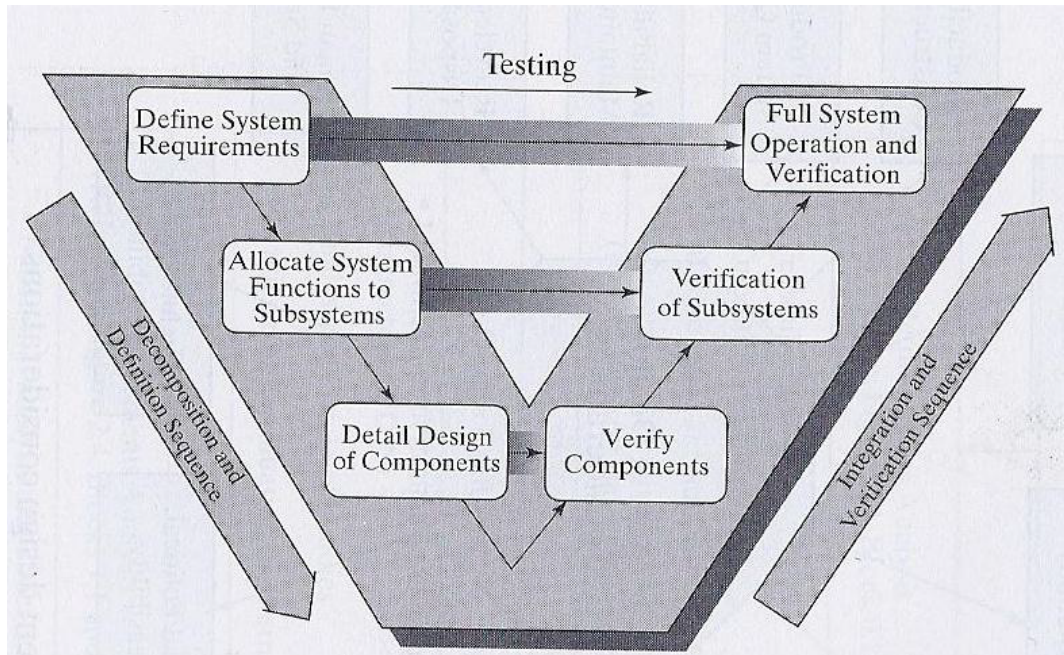 Testing
Define System
Requirements
Full System
Operation and
Verification
Allocate System
Functions to
Subsystems
Verification
of Subsystems
Detail Design
of Components
Verify
Components
Decomposition and
Definition Sequence
Integration and
Verification Sequence